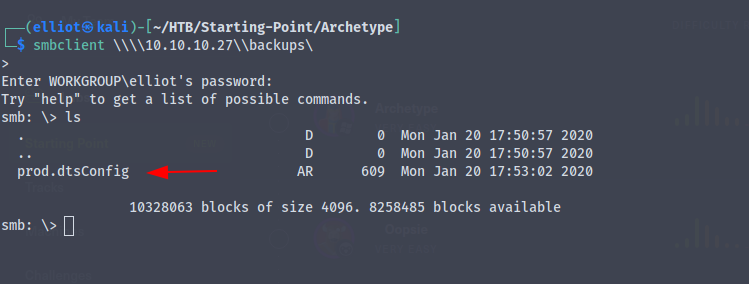 (elliot㉿kali)-[~/HTB/Starting-Point/Archetype]
$ smbclient \\\\10.10.10.27\\backups\
>
Enter WORKGROUP\elliot's password:
Try "help" to get a list of possible commands.
smb: \> ls
. D 0 Mon Jan 20 17:50:57 2020
.. D 0 Mon Jan 20 17:50:57 2020
prod.dtsConfig AR 609 Mon Jan 20 17:53:02 2020
10328063 blocks of size 4096. 8258485 blocks available
smb: \>
Archetype
Oopsie
Challenges